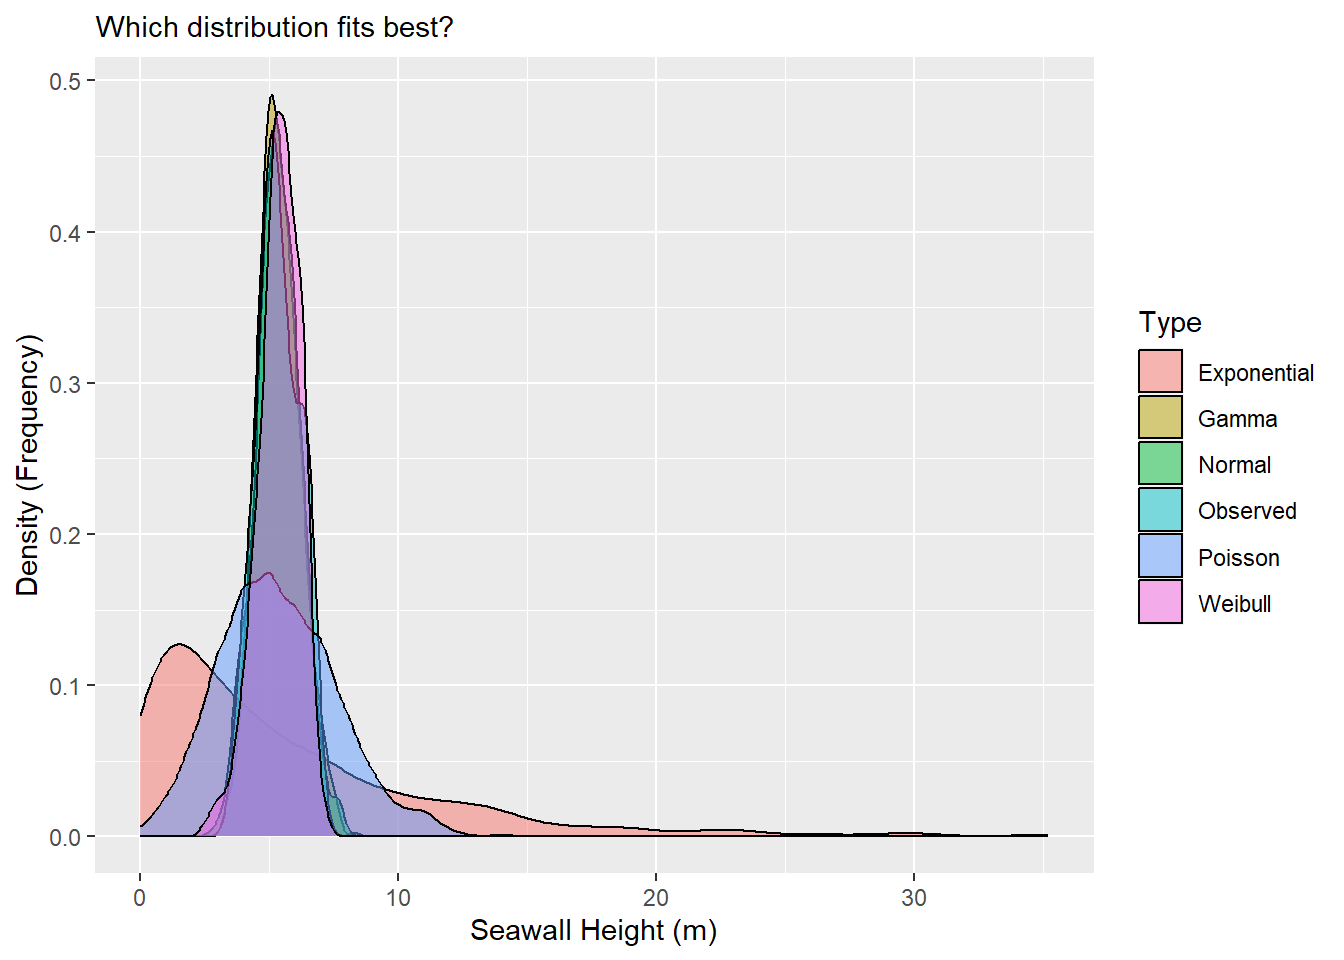 Which distribution fits best?
0.5
0.4
0.3
0.2
0.1
0.0
Density (Frequency)
0
10
20
30
Seawall Height (m)
Type
Exponential
Gamma
Normal
Observed
Poisson
Weibull